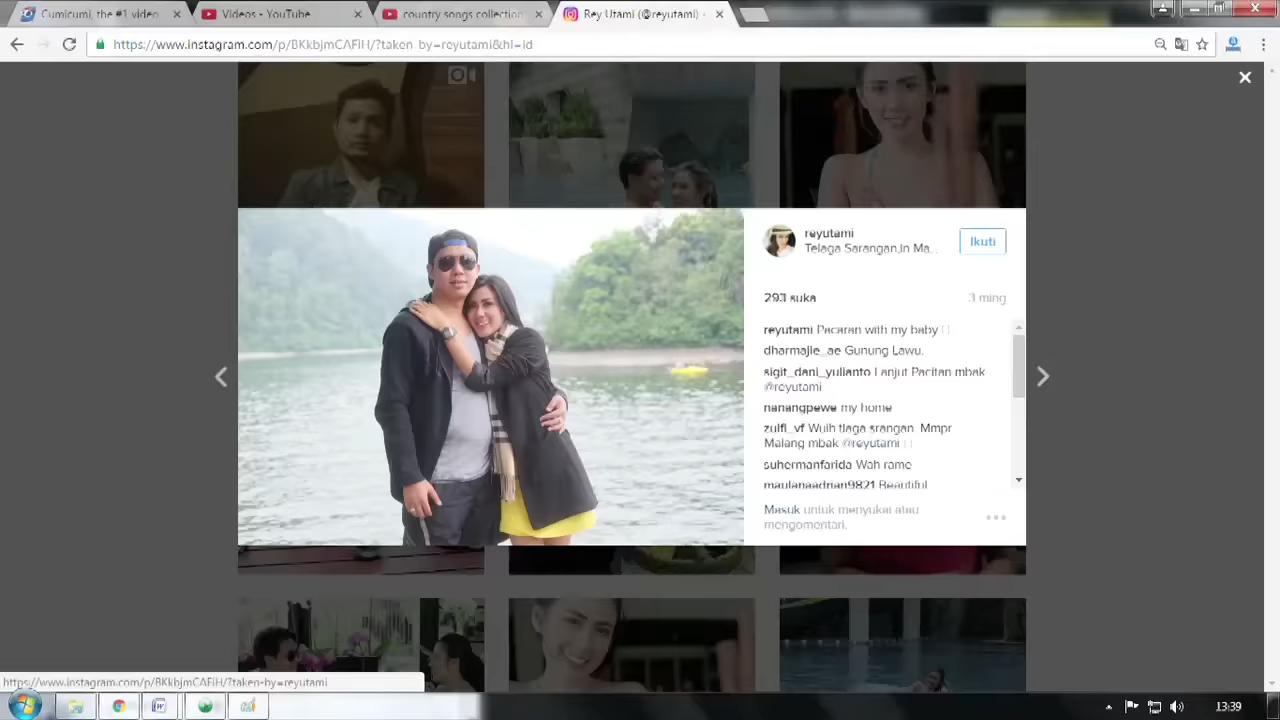 Cumicumi, the #1 video
Videos - YouTube
country songs collection
Rey Utami (@reyutami) ·
https://www.instagram.com/p/BKkbjmCAFiH/?taken-by=reyutami&hl=id
reyutami
Telaga Sarangan,In Ma...
Ikuti
293 suka
3 ming
reyutami Pacaran with my baby
dharmajie_ae Gunung Lawu.
sigit_dani_yulianto Lanjut Pacitan mbak
@reyutami
nanangpewe my home
zulfi_vf Wuih tlaga srangan. Mmpr
Malang mbak @reyutami
suhermanfarida Wah rame
maulanaadrian9821 Beautiful
Masuk untuk menyukai atau
mengomentari.
https://www.instagram.com/p/BKkbjmCAFiH/?taken-by=reyutami
13:39